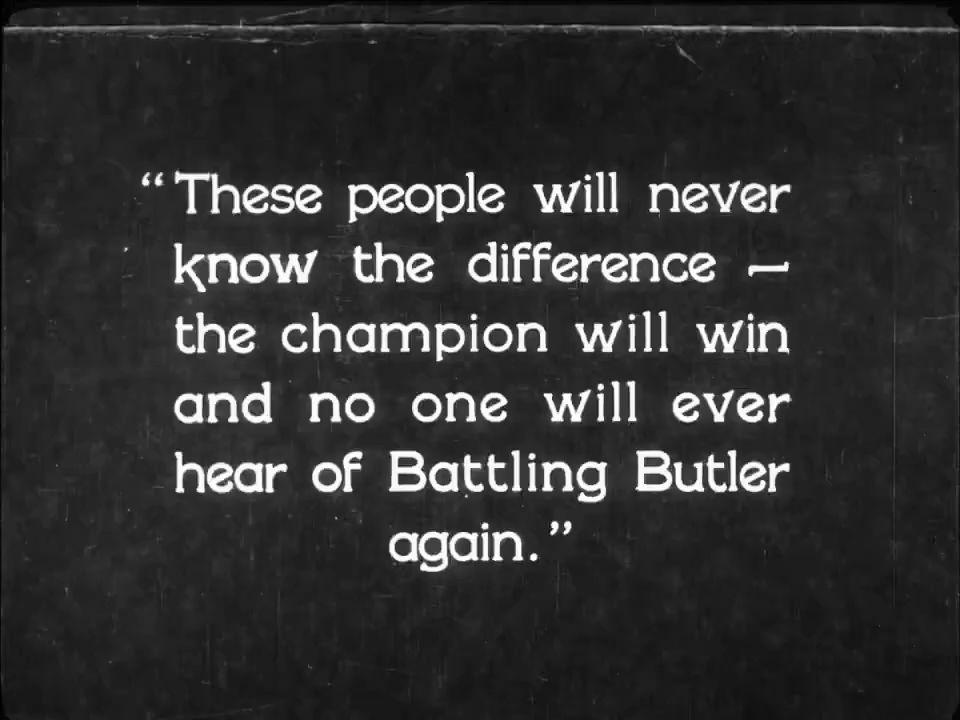 “These people will never
know the difference —
the champion will win
and no one will ever
hear of Battling Butler
again.”